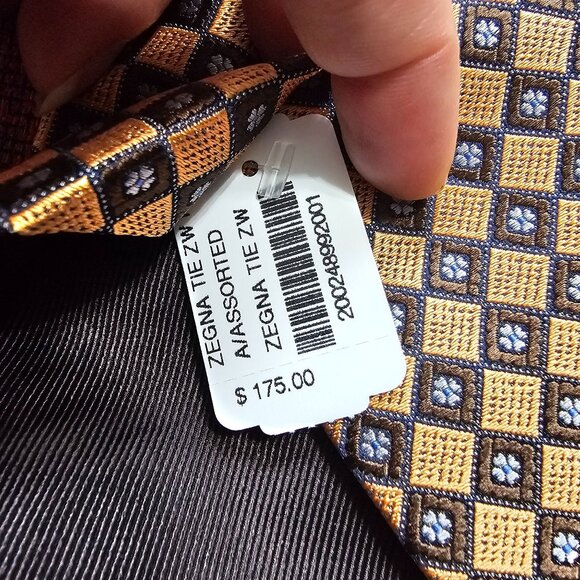 ZEGNA TIE ZW
A/ASSORTED
ZEGNA TIE ZW
200248992001
$ 175.00